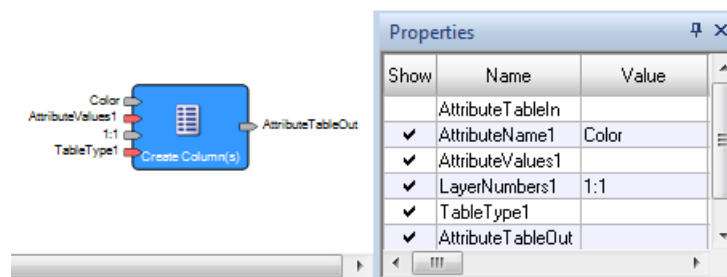 Color
AttributeValues1
1:1
TableType1
Create Column(s)
AttributeTableOut
Properties
Show Name Value
AttributeTableIn
AttributeName1 Color
AttributeValues1
LayerNumbers1 1:1
TableType1
AttributeTableOut